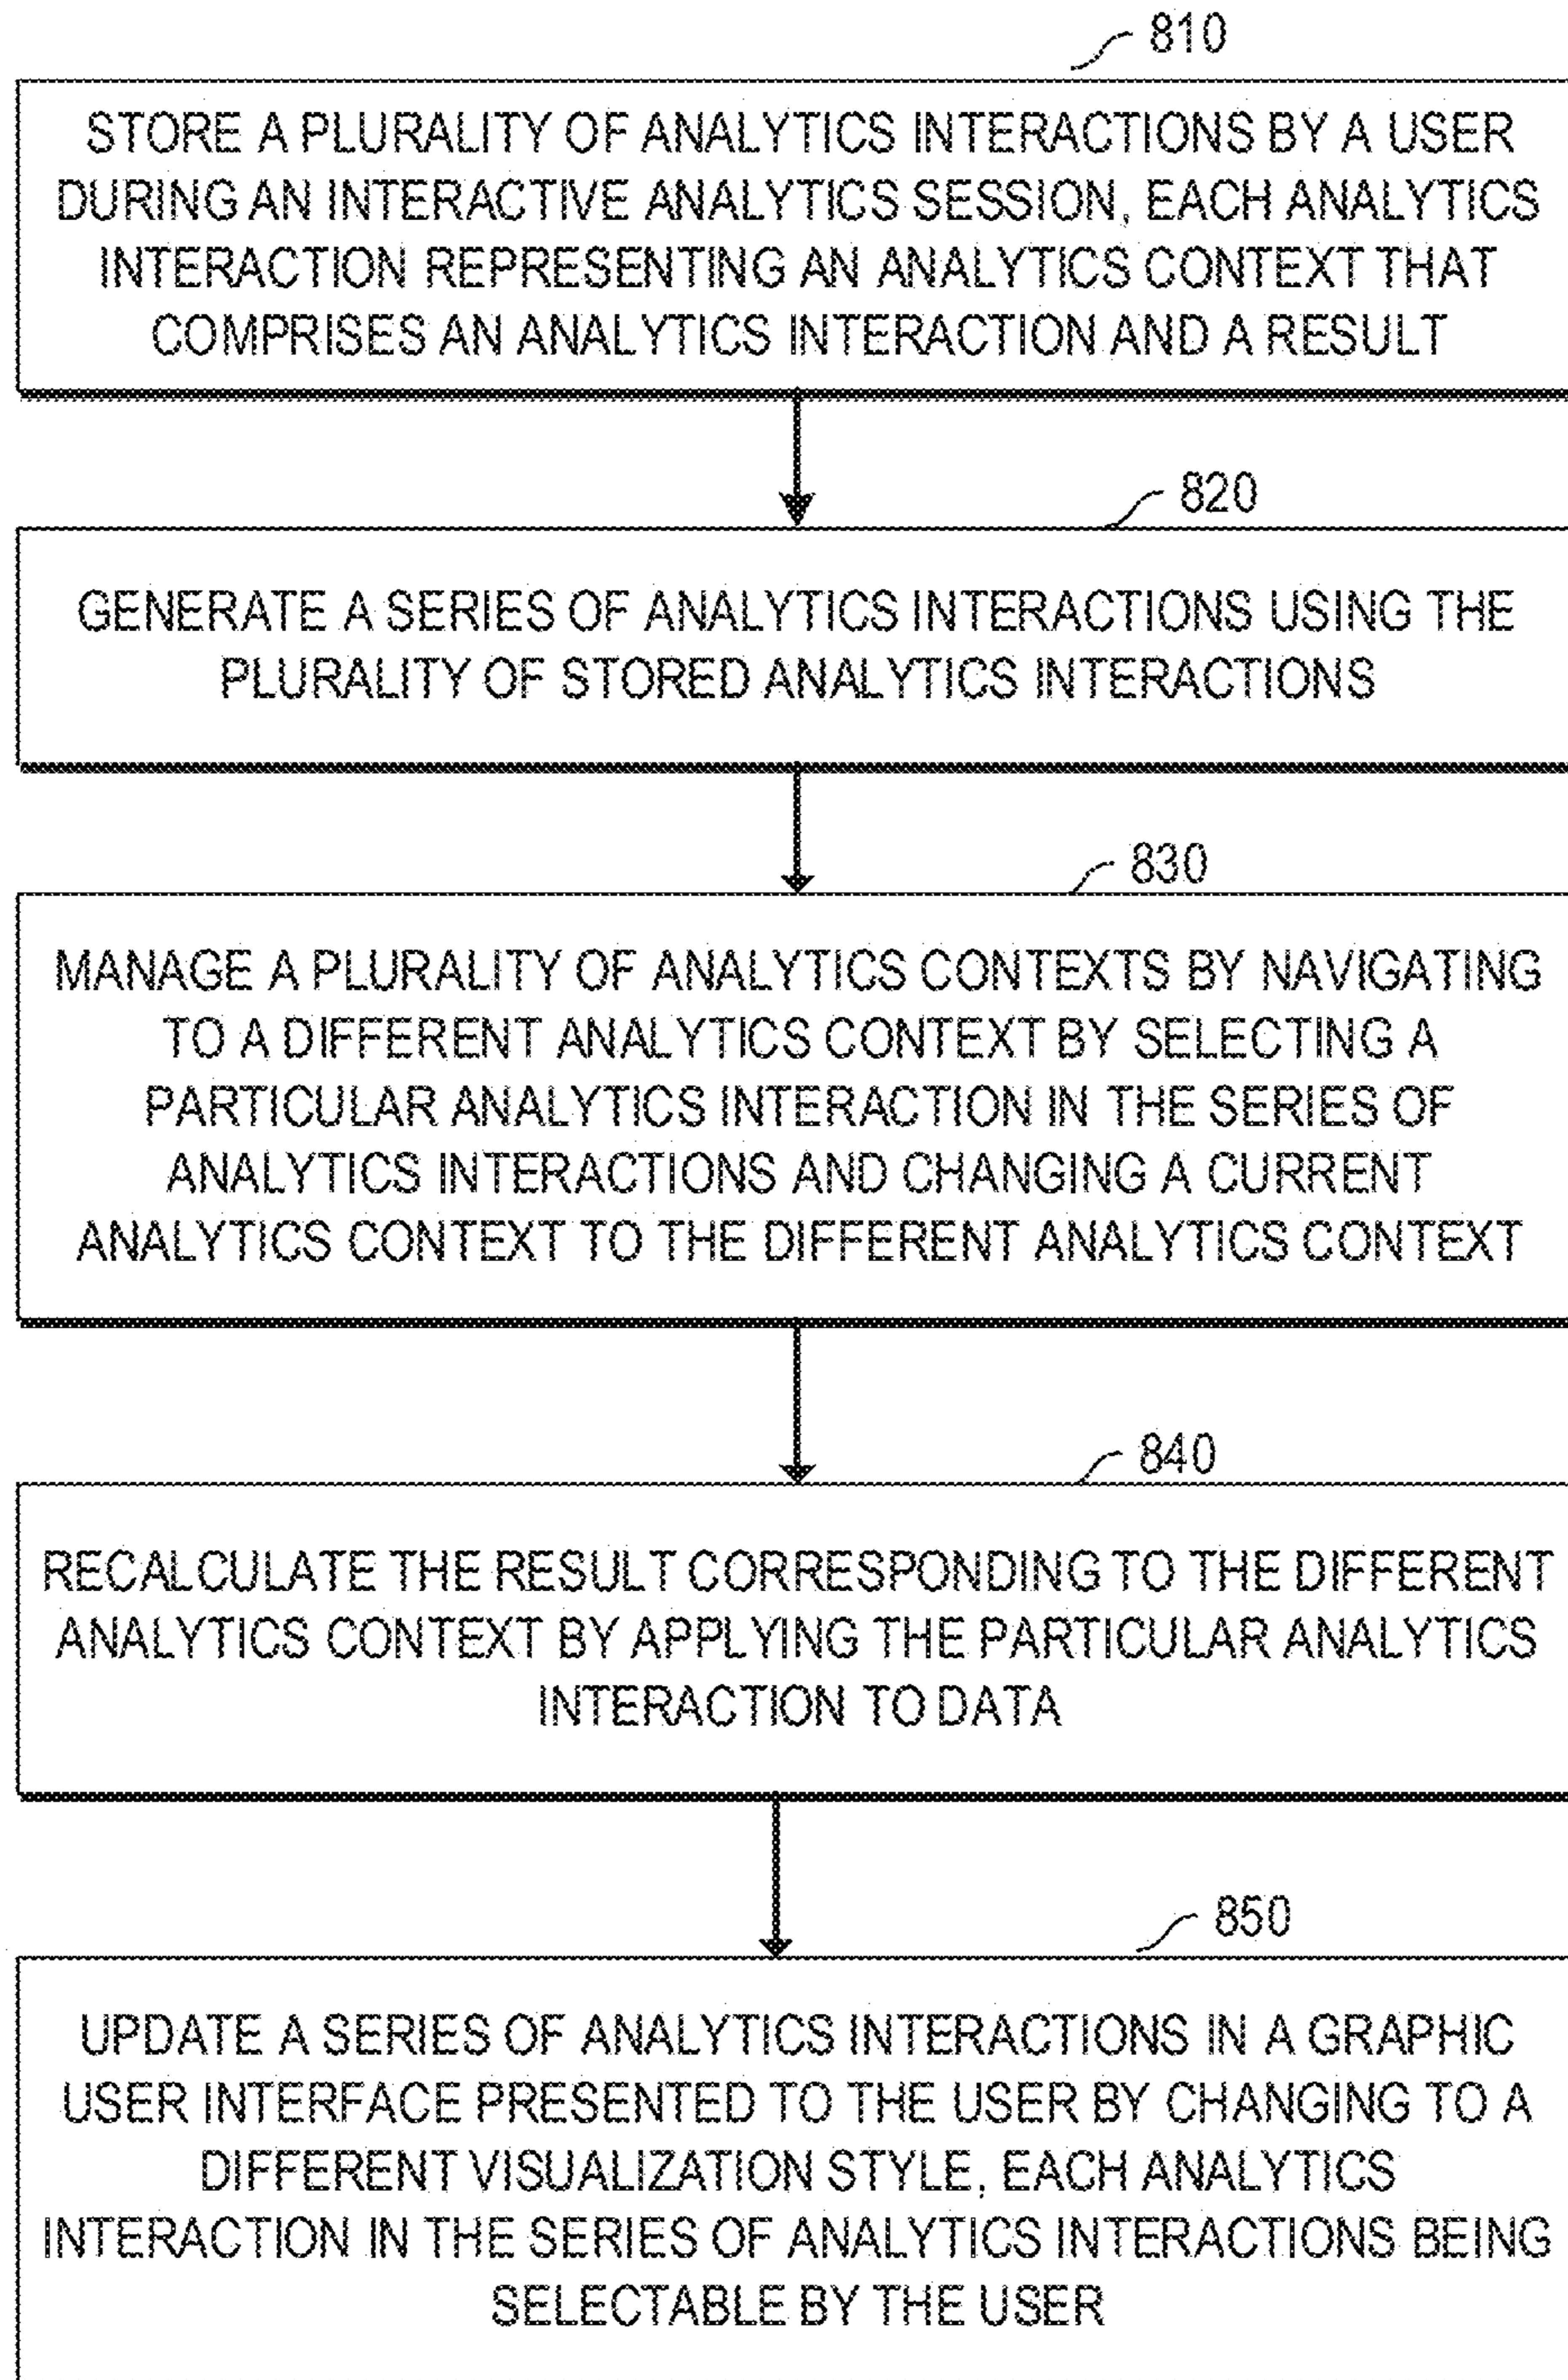 810
STORE A PLURALITY OF ANALYTICS INTERACTIONS BY A USER
DURING AN INTERACTIVE ANALYTICS SESSION, EACH ANALYTICS
INTERACTION REPRESENTING AN ANALYTICS CONTEXT THAT
COMPRISES AN ANALYTICS INTERACTION AND A RESULT
820
GENERATE A SERIES OF ANALYTICS INTERACTIONS USING THE
PLURALITY OF STORED ANALYTICS INTERACTIONS
830
MANAGE A PLURALITY OF ANALYTICS CONTEXTS BY NAVIGATING
TO A DIFFERENT ANALYTICS CONTEXT BY SELECTING A
PARTICULAR ANALYTICS INTERACTION IN THE SERIES OF
ANALYTICS INTERACTIONS AND CHANGING A CURRENT
ANALYTICS CONTEXT TO THE DIFFERENT ANALYTICS CONTEXT
840
RECALCULATE THE RESULT CORRESPONDING TO THE DIFFERENT
ANALYTICS CONTEXT BY APPLYING THE PARTICULAR ANALYTICS
INTERACTION TO DATA
850
UPDATE A SERIES OF ANALYTICS INTERACTIONS IN A GRAPHIC
USER INTERFACE PRESENTED TO THE USER BY CHANGING TO A
DIFFERENT VISUALIZATION STYLE, EACH ANALYTICS
INTERACTION IN THE SERIES OF ANALYTICS INTERACTIONS BEING
SELECTABLE BY THE USER